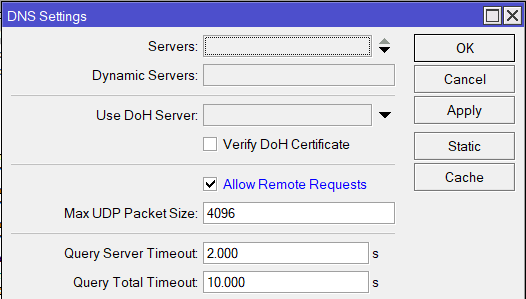 DNS Settings
Servers:
OK
Dynamic Servers:
Cancel
Use DoH Server:
Apply
Verify DoH Certificate
Static
Allow Remote Requests
Cache
Max UDP Packet Size: 4096
Query Server Timeout: 2.000 s
Query Total Timeout: 10.000 s